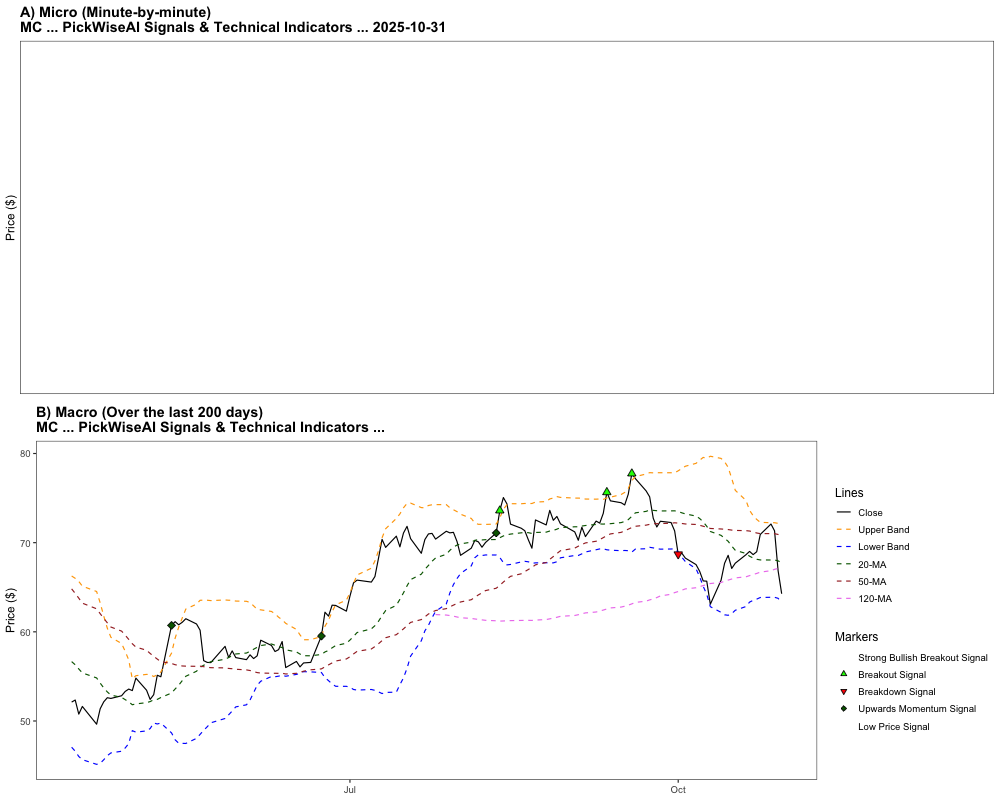 A) Micro (Minute-by-minute)
MC ... PickWiseAI Signals & Technical Indicators ... 2025-10-31
Price ($)
B) Macro (Over the last 200 days)
MC ... PickWiseAI Signals & Technical Indicators ...
Price ($)
80
70
60
50
Jul
Oct
Lines
Close
Upper Band
Lower Band
20-MA
50-MA
120-MA
Markers
Strong Bullish Breakout Signal
Breakout Signal
Breakdown Signal
Upwards Momentum Signal
Low Price Signal